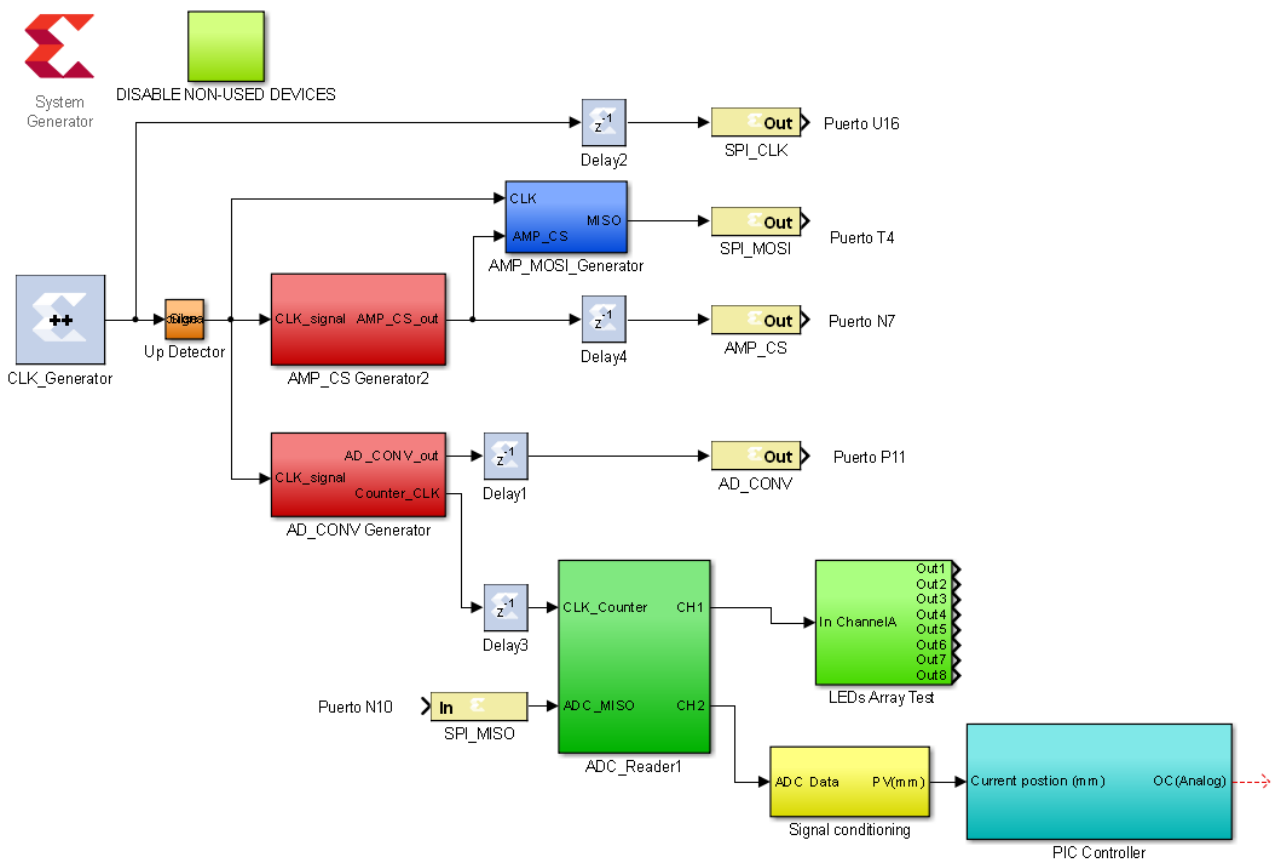 System
Generator
DISABLE NON-USED DEVICES
z-1
Delay2
Out
SPI_CLK
Puerto U16
CLK
AMP_CS
MISO
AMP_MOSI_Generator
Out
SPI_MOSI
Puerto T4
++
CLK_Generator
Up Detector
CLK_signal
AMP_CS_out
AMP_CS Generator2
z-1
Delay4
Out
AMP_CS
Puerto N7
CLK_signal
AD_CONV_out
Counter_CLK
AD_CONV Generator
z-1
Delay1
Out
AD_CONV
Puerto P11
z-1
Delay3
Puerto N10
In
SPI_MISO
CLK_Counter
ADC_MISO
CH1
CH2
ADC_Reader1
In ChannelA
Out1
Out2
Out3
Out4
Out5
Out6
Out7
Out8
LEDs Array Test
ADC Data
PV(mm)
Signal conditioning
Current postion (mm)
OC(Analog)
PIC Controller